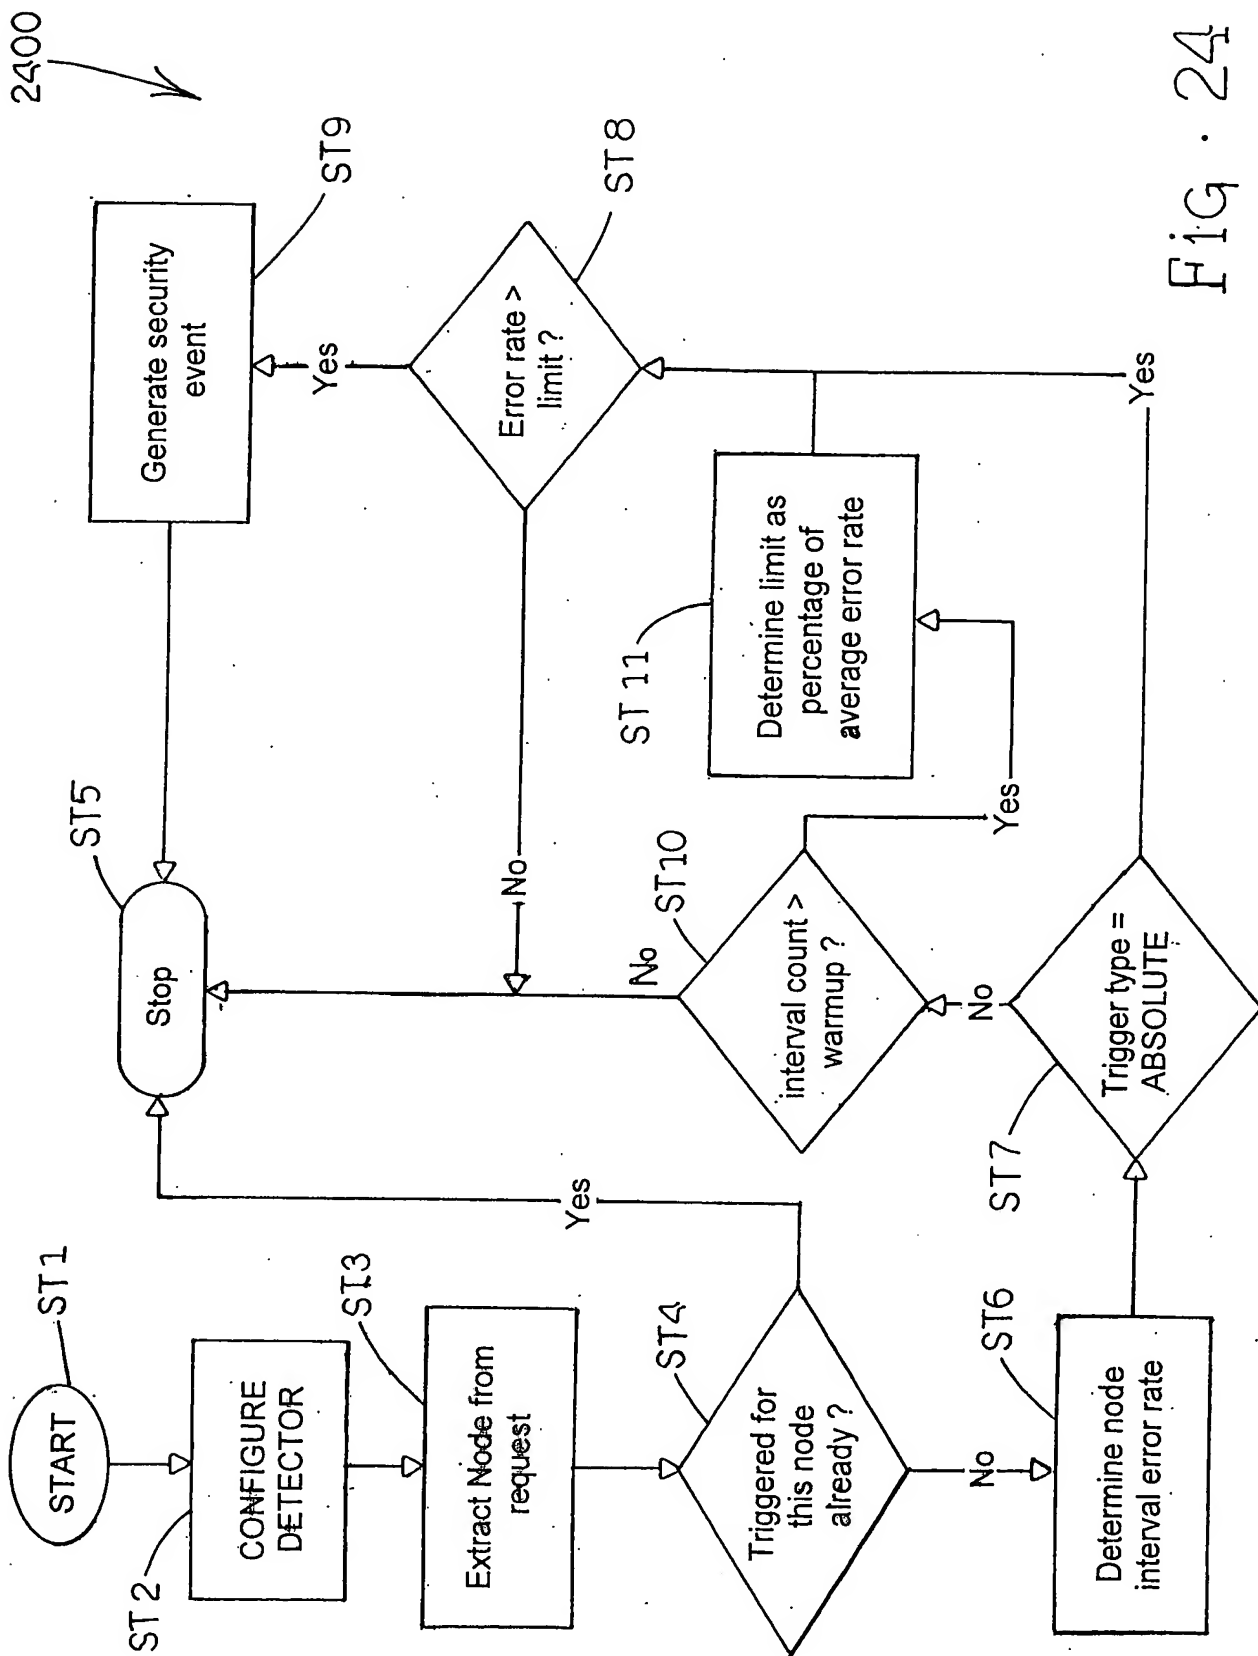 2400
START
ST1
CONFIGURE
DETECTOR
ST2
Extract Node from
request
ST3
Triggered for
this node
already ?
ST4
Yes
No
Stop
ST5
Determine node
interval error rate
ST6
Trigger type =
ABSOLUTE
ST7
No
Yes
interval count >
warmup ?
ST10
No
Yes
Determine limit as
percentage of
average error rate
ST 11
Error rate >
limit ?
ST8
No
Yes
Generate security
event
ST9
FiG. 24